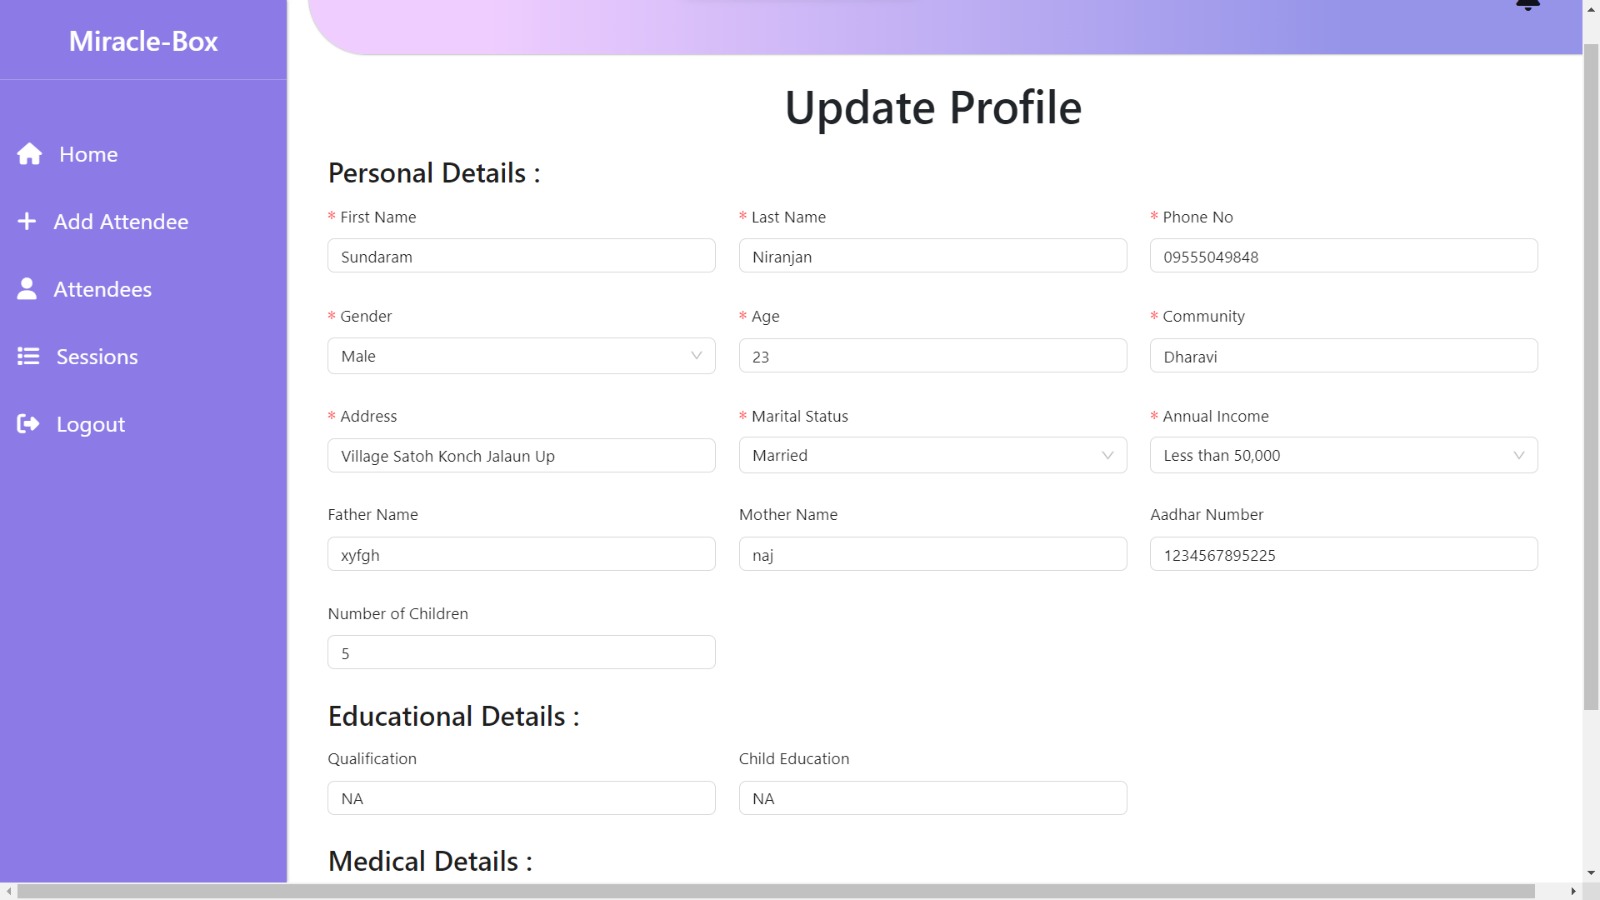 Miracle-Box
Home
Add Attendee
Attendees
Sessions
Logout
Update Profile
Personal Details :
* First Name * Last Name * Phone No
Sundaram Niranjan 09555049848
* Gender * Age * Community
Male 23 Dharavi
* Address * Marital Status * Annual Income
Village Satoh Konch Jalaun Up Married Less than 50,000
Father Name Mother Name Aadhar Number
xyfgh naj 1234567895225
Number of Children
5
Educational Details :
Qualification Child Education
NA NA
Medical Details :